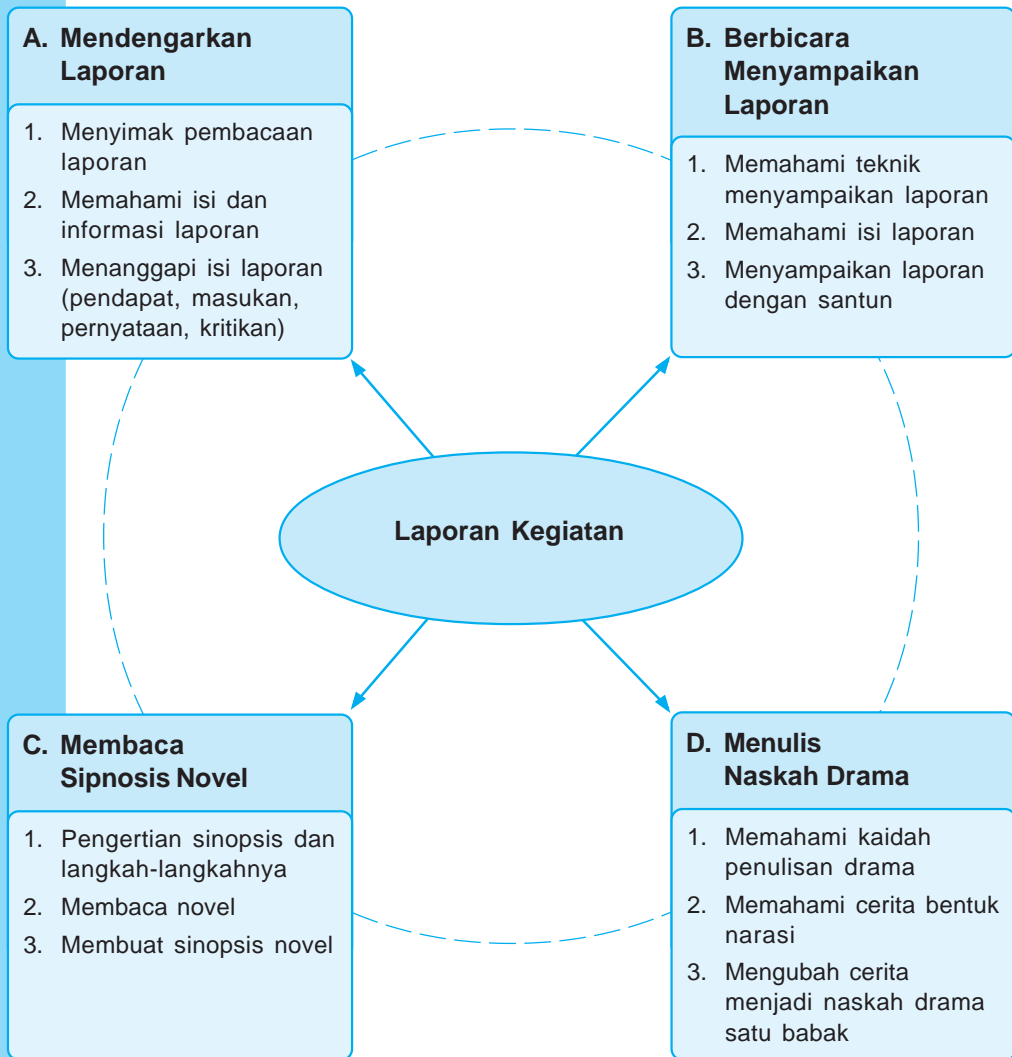 A. Mendengarkan
Laporan
1. Menyimak pembacaan
laporan
2. Memahami isi dan
informasi laporan
3. Menanggapi isi laporan
(pendapat, masukan,
pernyataan, kritikan)
B. Berbicara
Menyampaikan
Laporan
1. Memahami teknik
menyampaikan laporan
2. Memahami isi laporan
3. Menyampaikan laporan
dengan santun
Laporan Kegiatan
C. Membaca
Sipnosis Novel
1. Pengertian sinopsis dan
langkah-langkahnya
2. Membaca novel
3. Membuat sinopsis novel
D. Menulis
Naskah Drama
1. Memahami kaidah
penulisan drama
2. Memahami cerita bentuk
narasi
3. Mengubah cerita
menjadi naskah drama
satu babak